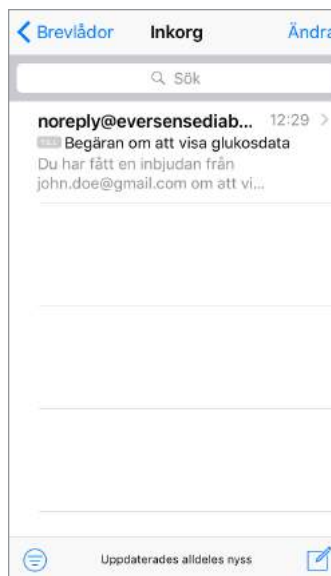 Brevlådor Inkorg Ändra
Sök
noreply@eversensediab... 12:29
TILL Begäran om att visa glukosdata
Du har fått en inbjudan från
john.doe@gmail.com om att vi...
Uppdaterades alldeles nyss